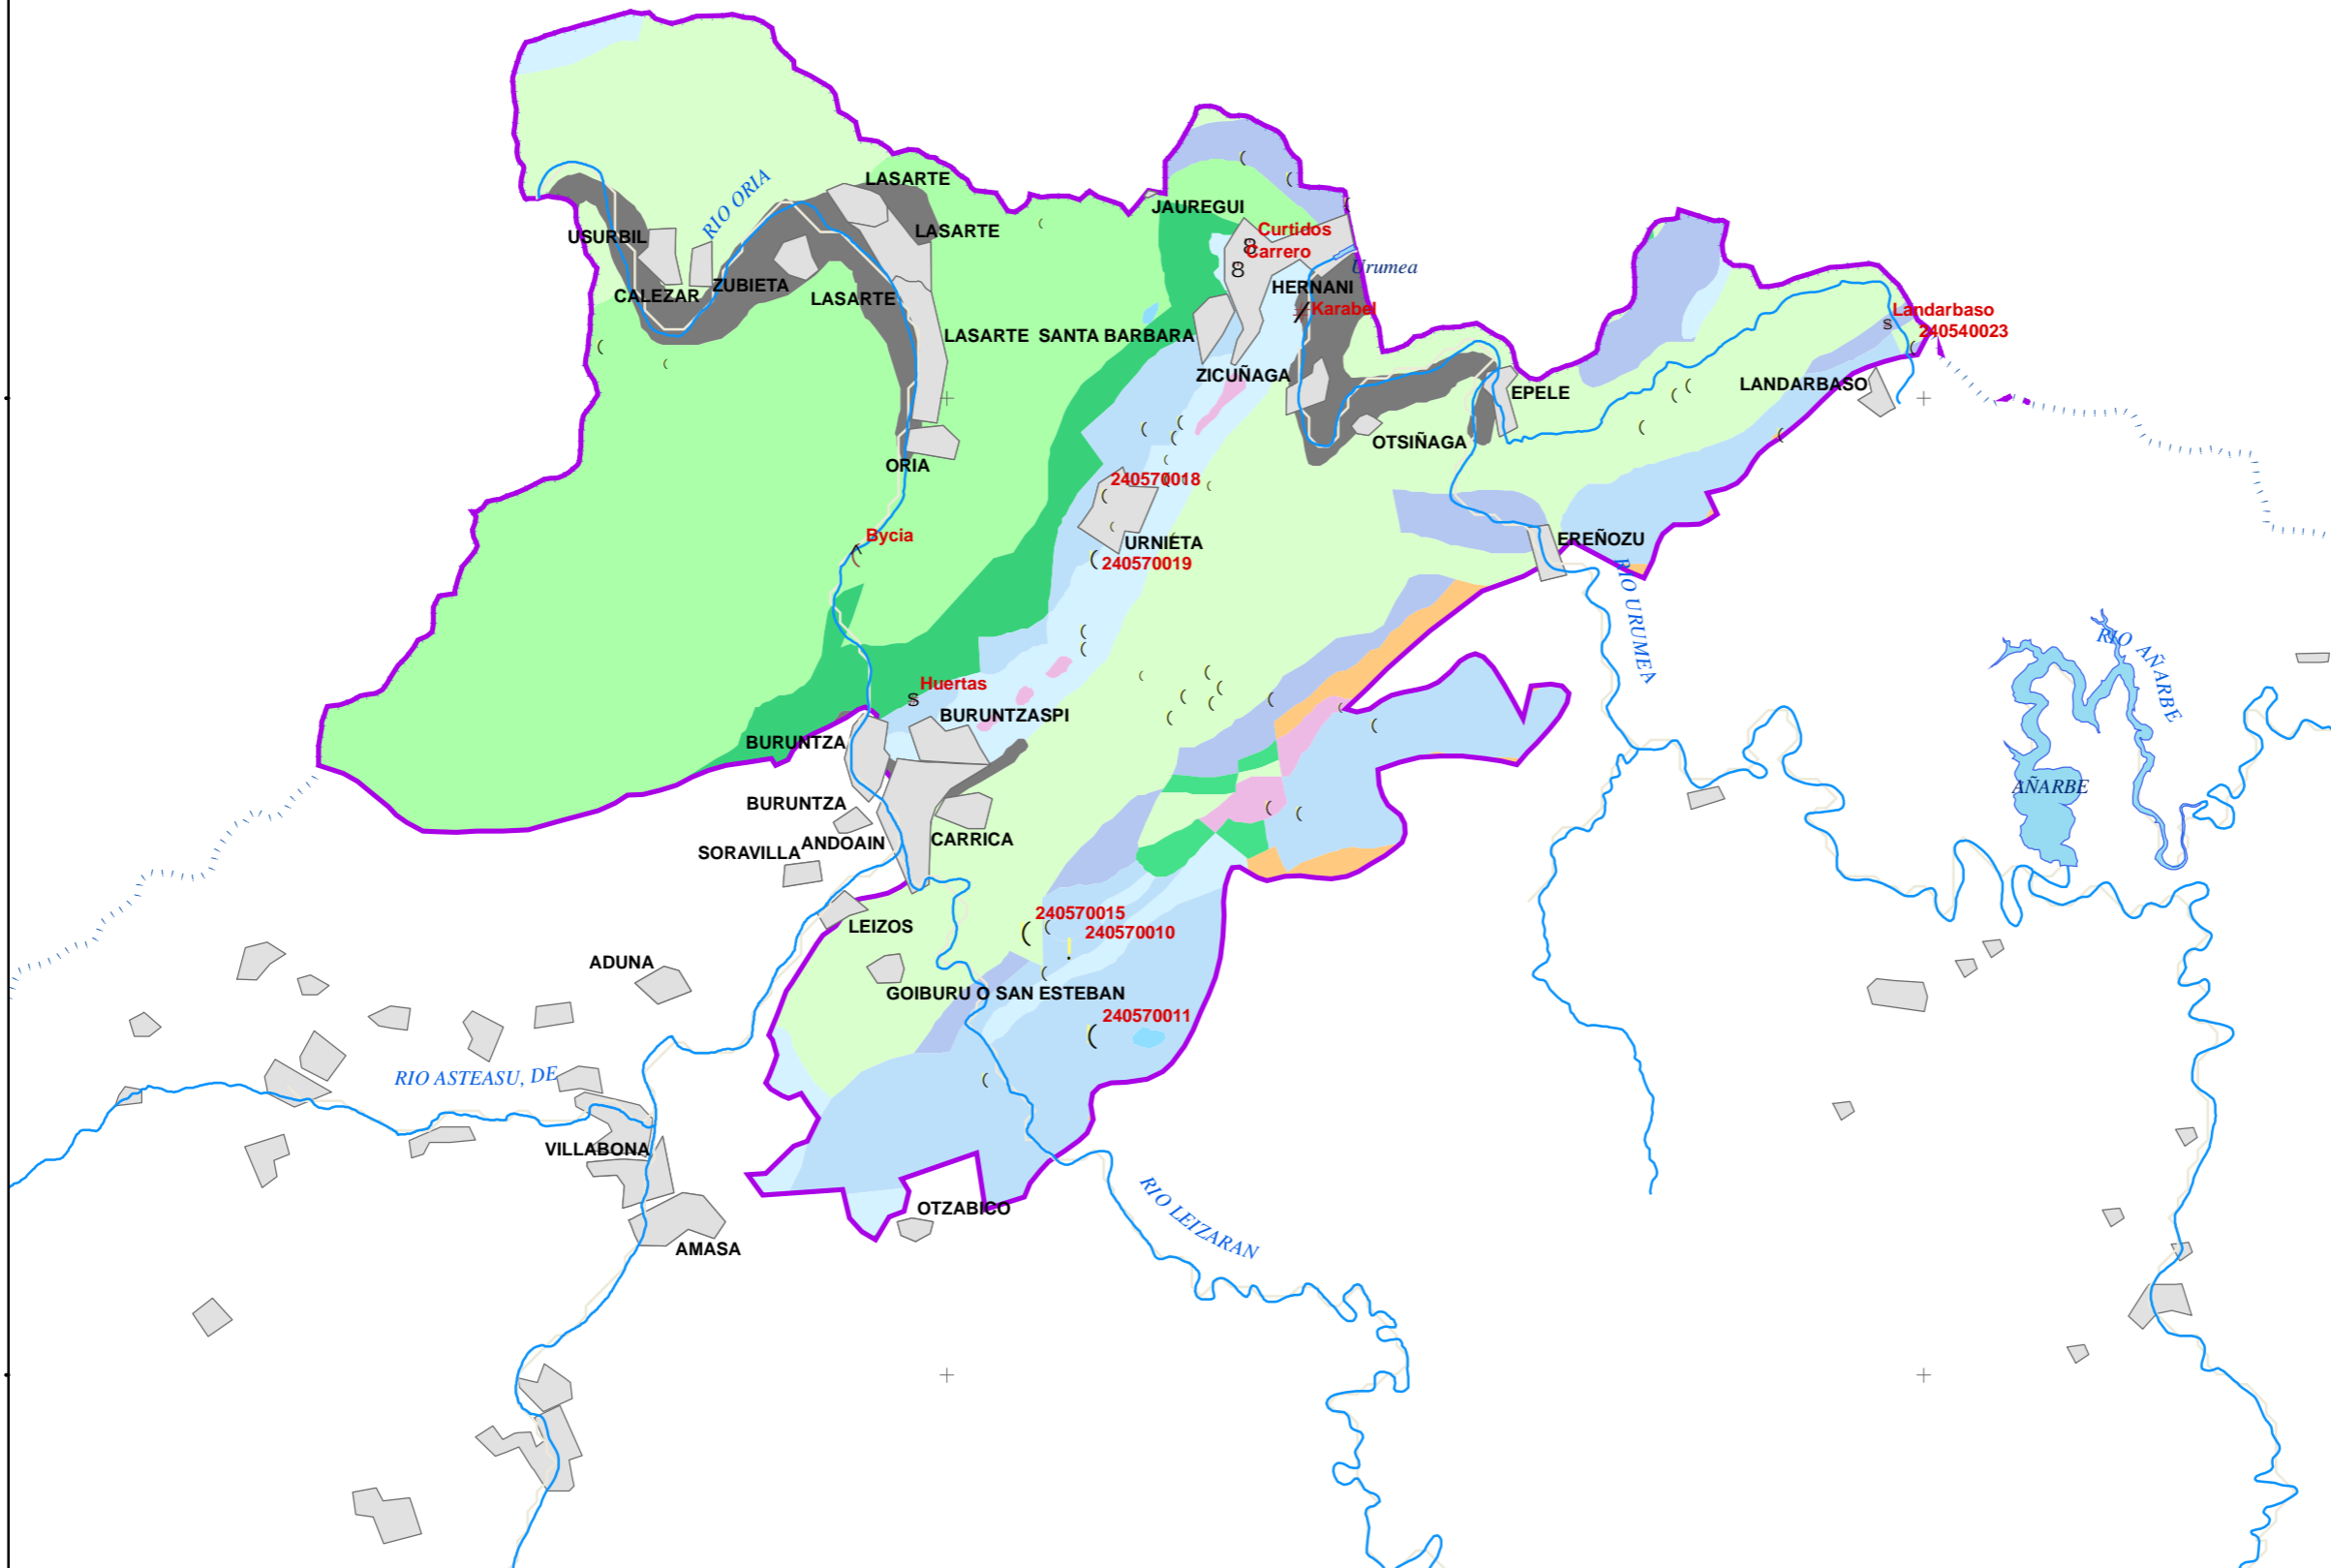 LASARTE
RIO ORIA
JAUREGUI
LASARTE
Curtidos
USURBIL
8
Carrero
8
Urumea
ZUBIETA
HERNANI
CALEZAR
LASARTE
Karabel
Landarbaso
s
240540023
LASARTE
SANTA BARBARA
ZICUÑAGA
LANDARBASO
EPELE
OTSIÑAGA
ORIA
240570018
Bycia
URNIETA
EREÑOZU
240570019
RIO URUMEA
RIO AÑARBE
Huertas
s
BURUNTZASPI
BURUNTZA
AÑARBE
BURUNTZA
ANDOAIN
CARRICA
SORAVILLA
240570015
LEIZOS
240570010
ADUNA
GOIBURU O SAN ESTEBAN
240570011
RIO ASTEASU, DE
VILLABONA
OTZABICO
RIO LEIZARAN
AMASA